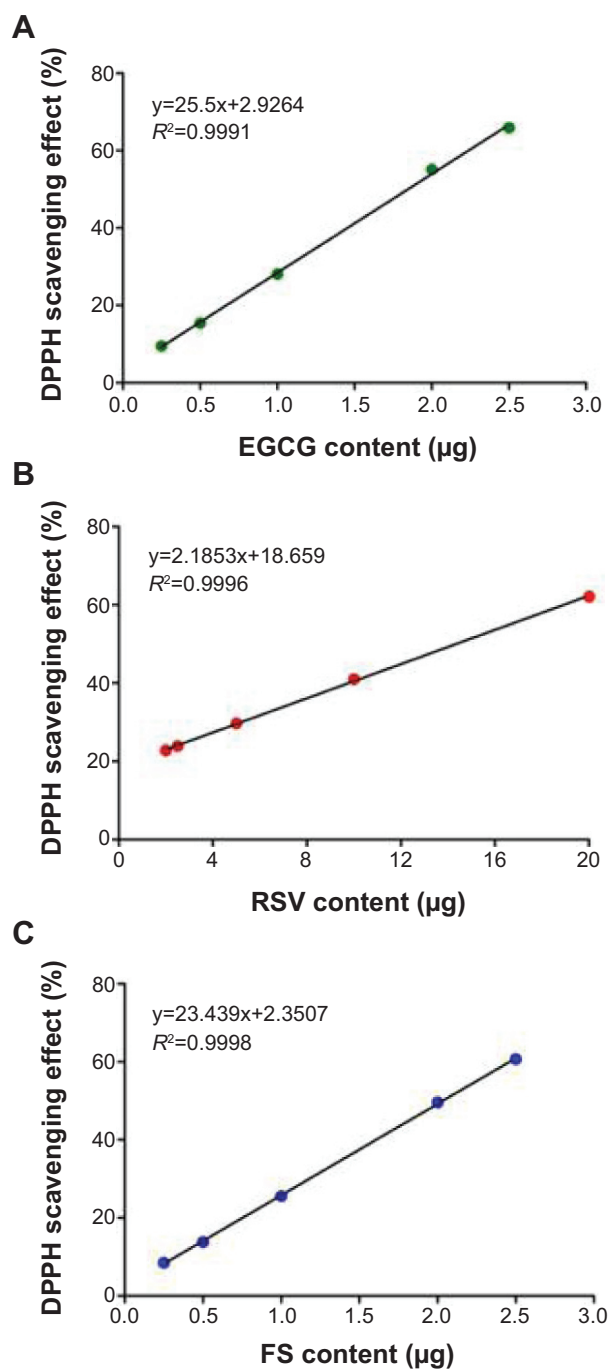 A
DPPH scavenging effect (%)
80
60
40
20
0
y=25.5x+2.9264
R²=0.9991
0.0 0.5 1.0 1.5 2.0 2.5 3.0
EGCG content (µg)
B
DPPH scavenging effect (%)
80
60
40
20
0
y=2.1853x+18.659
R²=0.9996
0 4 8 12 16 20
RSV content (µg)
C
DPPH scavenging effect (%)
80
60
40
20
0
y=23.439x+2.3507
R²=0.9998
0.0 0.5 1.0 1.5 2.0 2.5 3.0
FS content (µg)